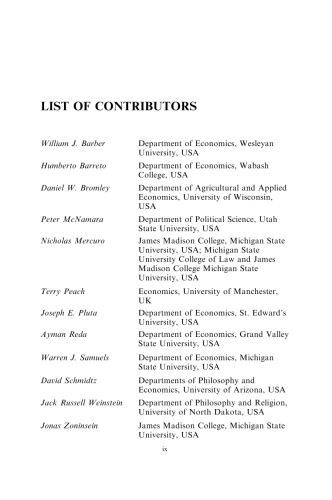 LIST OF CONTRIBUTORS
William J. Barber Department of Economics, Wesleyan
University, USA
Humberto Barreto Department of Economics, Wabash
College, USA
Daniel W. Bromley Department of Agricultural and Applied
Economics, University of Wisconsin,
USA
Peter McNamara Department of Political Science, Utah
State University, USA
Nicholas Mercuro James Madison College, Michigan State
University, USA; Michigan State
University College of Law and James
Madison College Michigan State
University, USA
Terry Peach Economics, University of Manchester,
UK
Joseph E. Pluta Department of Economics, St. Edward's
University, USA
Ayman Reda Department of Economics, Grand Valley
State University, USA
Warren J. Samuels Department of Economics, Michigan
State University, USA
David Schmidtz Departments of Philosophy and
Economics, University of Arizona, USA
Jack Russell Weinstein Department of Philosophy and Religion,
University of North Dakota, USA
Jonas Zoninsein James Madison College, Michigan State
University, USA
ix